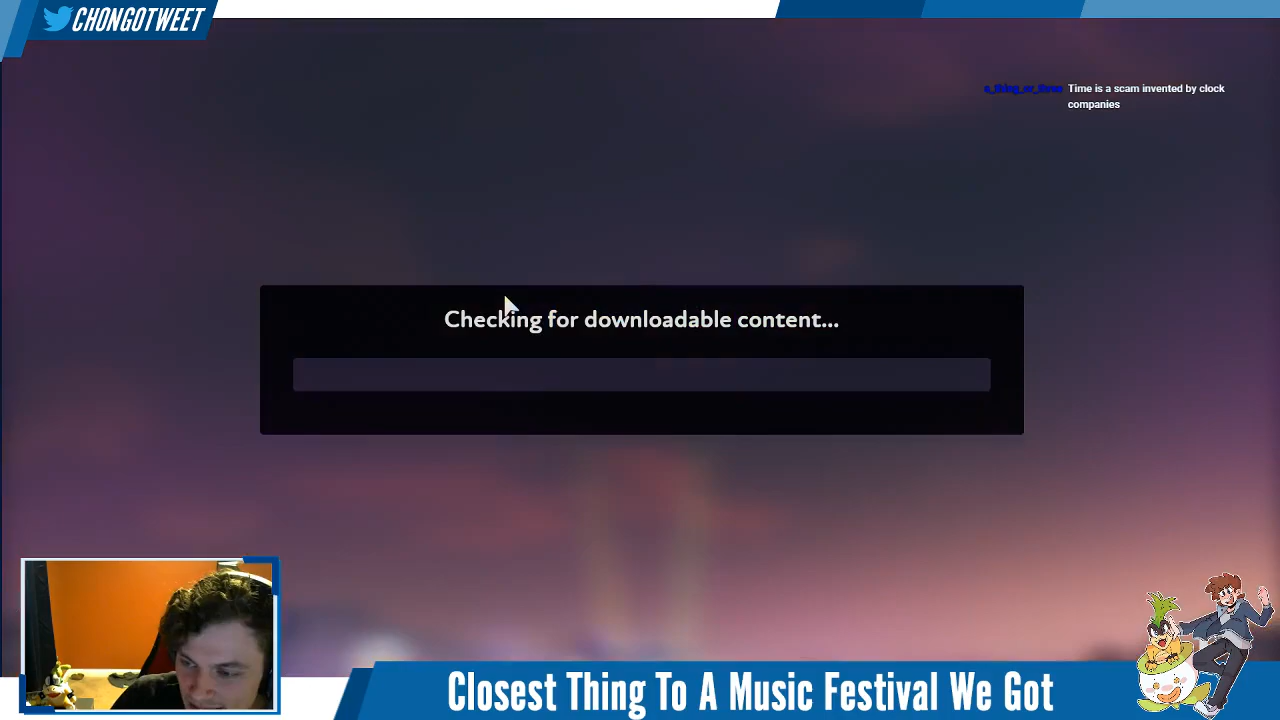 CHONGOTWEET
a_thing_or_three Time is a scam invented by clock
companies
Checking for downloadable content...
Closest Thing To A Music Festival We Got